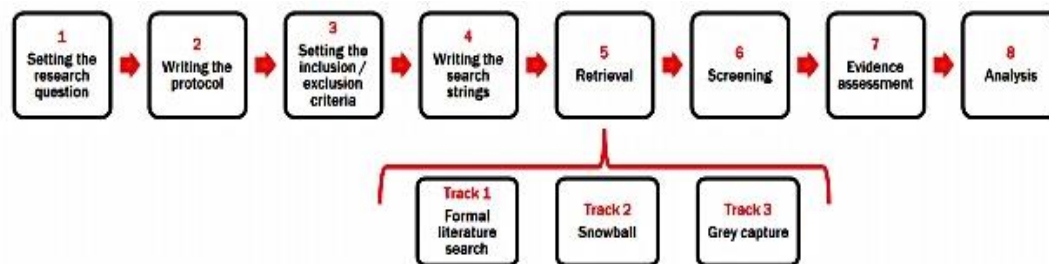 1
Setting the
research
question
2
Writing the
protocol
3
Setting the
inclusion /
exclusion
criteria
4
Writing the
search
strings
5
Retrieval
6
Screening
7
Evidence
assessment
8
Analysis
Track 1
Formal
literature
search
Track 2
Snowball
Track 3
Grey capture